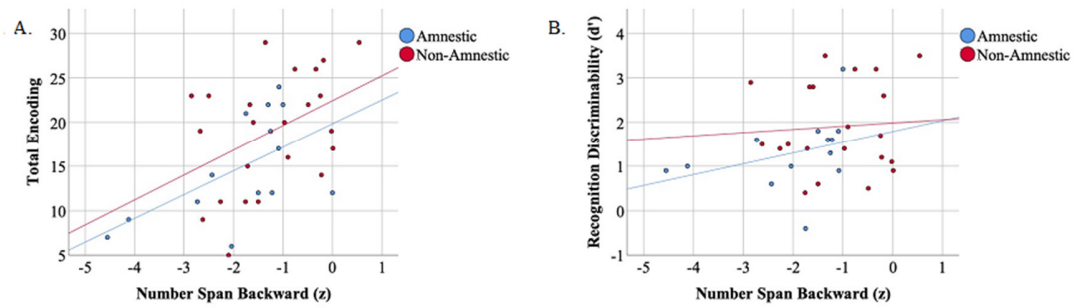 A.
30
25
20
15
10
5
-5 -4 -3 -2 -1 0 1
Total Encoding
Number Span Backward (z)
Amnestic
Non-Amnestic
B.
4
3
2
1
0
-1
-5 -4 -3 -2 -1 0 1
Recognition Discriminability (d')
Number Span Backward (z)
Amnestic
Non-Amnestic